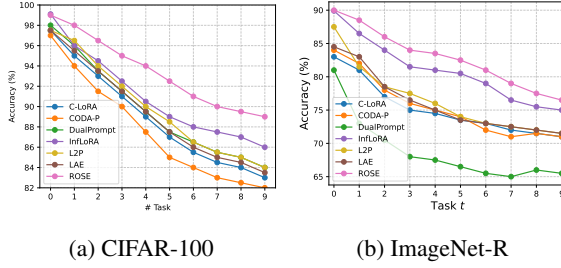 100
98
96
94
92
90
88
86
84
82
Accuracy (%)
C-LoRA
CODA-P
DualPrompt
InfLoRA
L2P
LAE
ROSE
0 1 2 3 4 5 6 7 8 9
# Task
(a) CIFAR-100
90
85
80
75
70
65
Accuracy (%)
C-LoRA
CODA-P
DualPrompt
InfLoRA
L2P
LAE
ROSE
0 1 2 3 4 5 6 7 8 9
Task t
(b) ImageNet-R